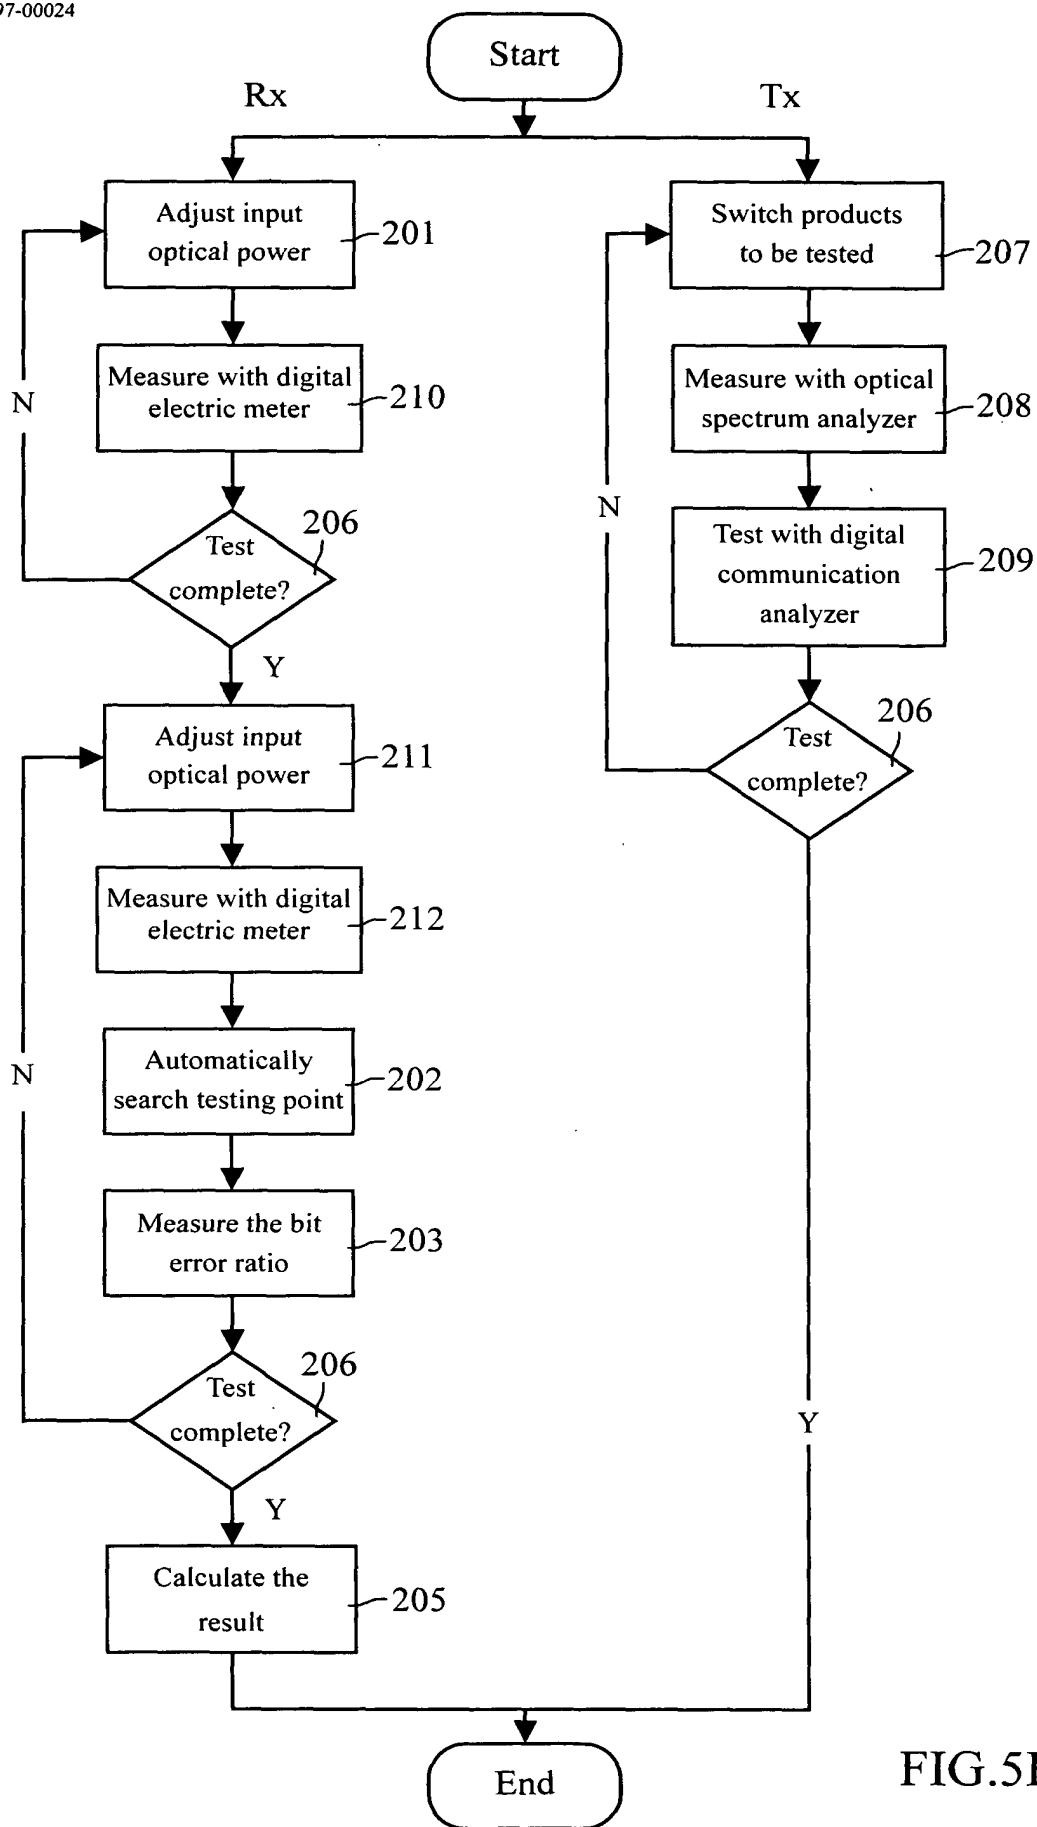 97-00024
Start
Rx
Tx
Adjust input
optical power
201
Measure with digital
electric meter
210
N
Test
complete?
206
Y
Adjust input
optical power
211
Measure with digital
electric meter
212
Automatically
search testing point
202
N
Measure the bit
error ratio
203
Test
complete?
206
Y
Calculate the
result
205
Switch products
to be tested
207
Measure with optical
spectrum analyzer
208
N
Test with digital
communication
analyzer
209
Test
complete?
206
Y
End
FIG.5